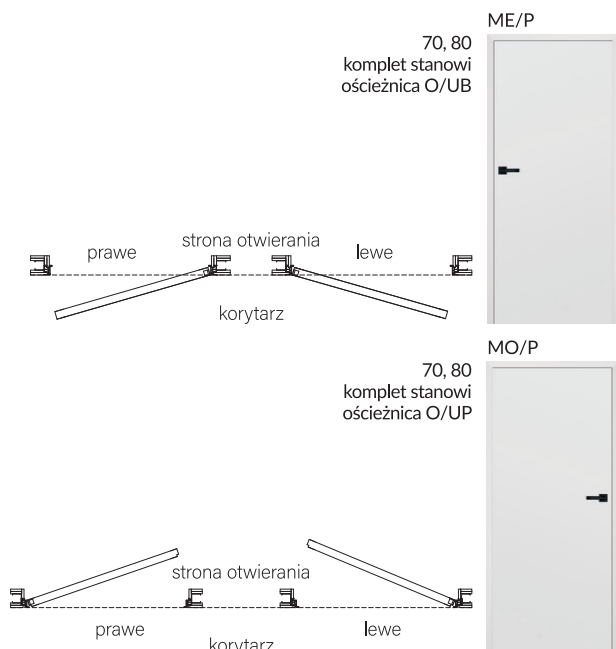 ME/P
70, 80
komplet stanowi
ościeżnica O/UB
prawe
strona otwierania
lewe
korytarz
MO/P
70, 80
komplet stanowi
ościeżnica O/UP
strona otwierania
prawe
lewe
korytarz